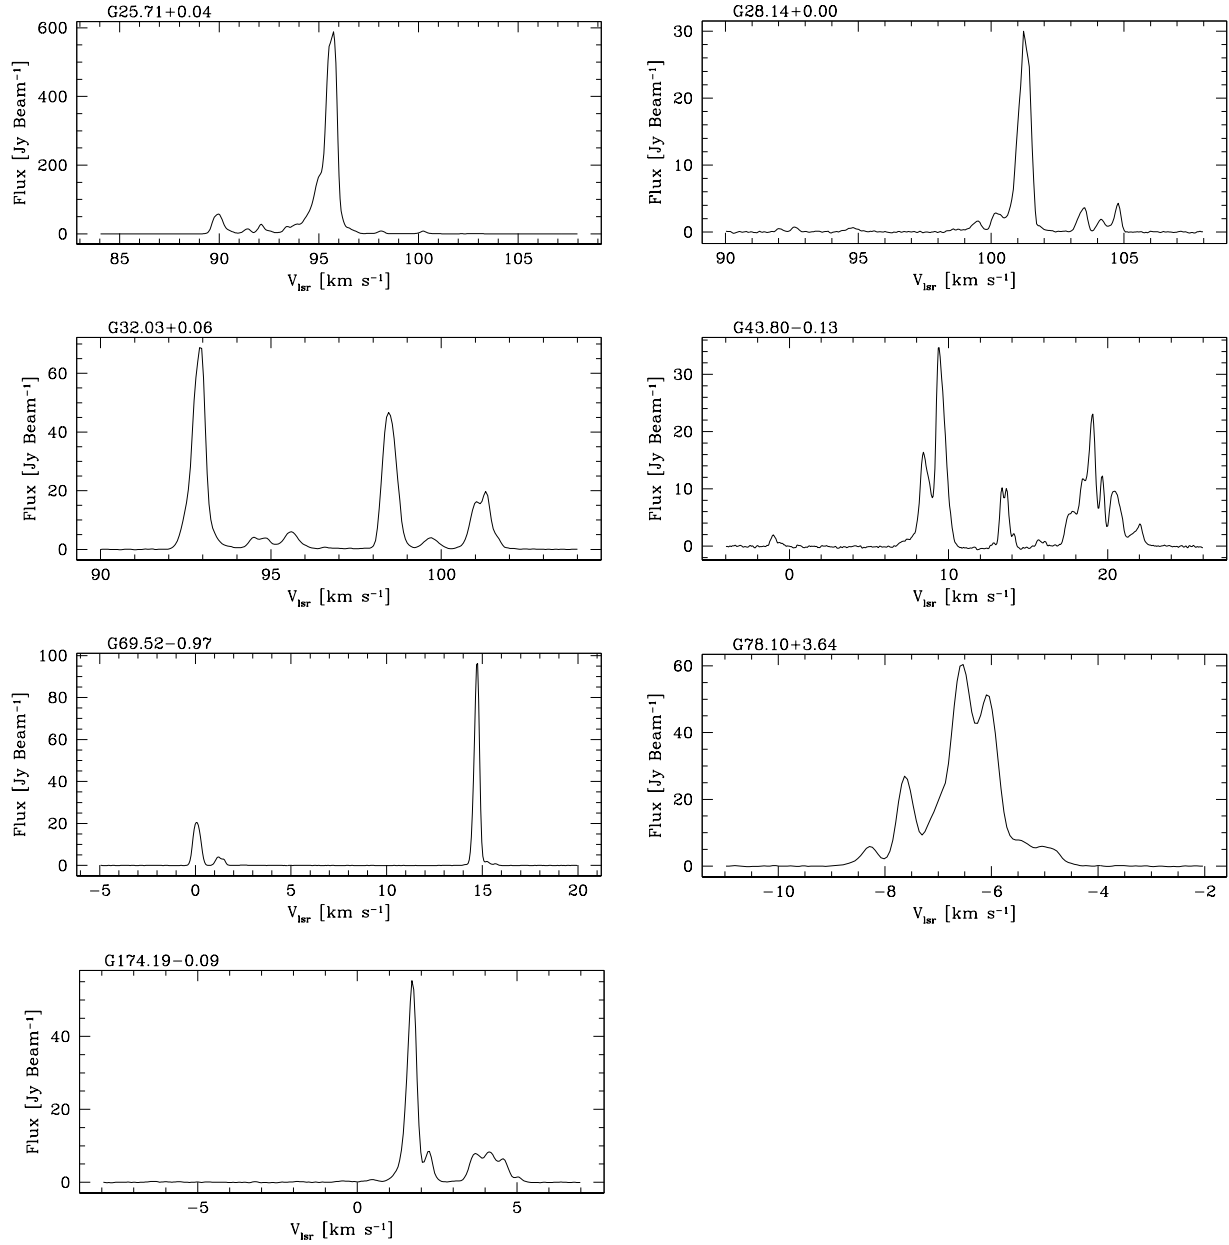 G25.71+0.04
Flux [Jy Beam⁻¹]
600
400
200
0
85 90 95 100 105
V_lsr [km s⁻¹]
G28.14+0.00
Flux [Jy Beam⁻¹]
30
20
10
0
90 95 100 105
V_lsr [km s⁻¹]
G32.03+0.06
Flux [Jy Beam⁻¹]
60
40
20
0
90 95 100
V_lsr [km s⁻¹]
G43.80−0.13
Flux [Jy Beam⁻¹]
30
20
10
0
0 10 20
V_lsr [km s⁻¹]
G69.52−0.97
Flux [Jy Beam⁻¹]
100
80
60
40
20
0
−5 0 5 10 15 20
V_lsr [km s⁻¹]
G78.10+3.64
Flux [Jy Beam⁻¹]
60
40
20
0
−10 −8 −6 −4 −2
V_lsr [km s⁻¹]
G174.19−0.09
Flux [Jy Beam⁻¹]
40
20
0
−5 0 5
V_lsr [km s⁻¹]